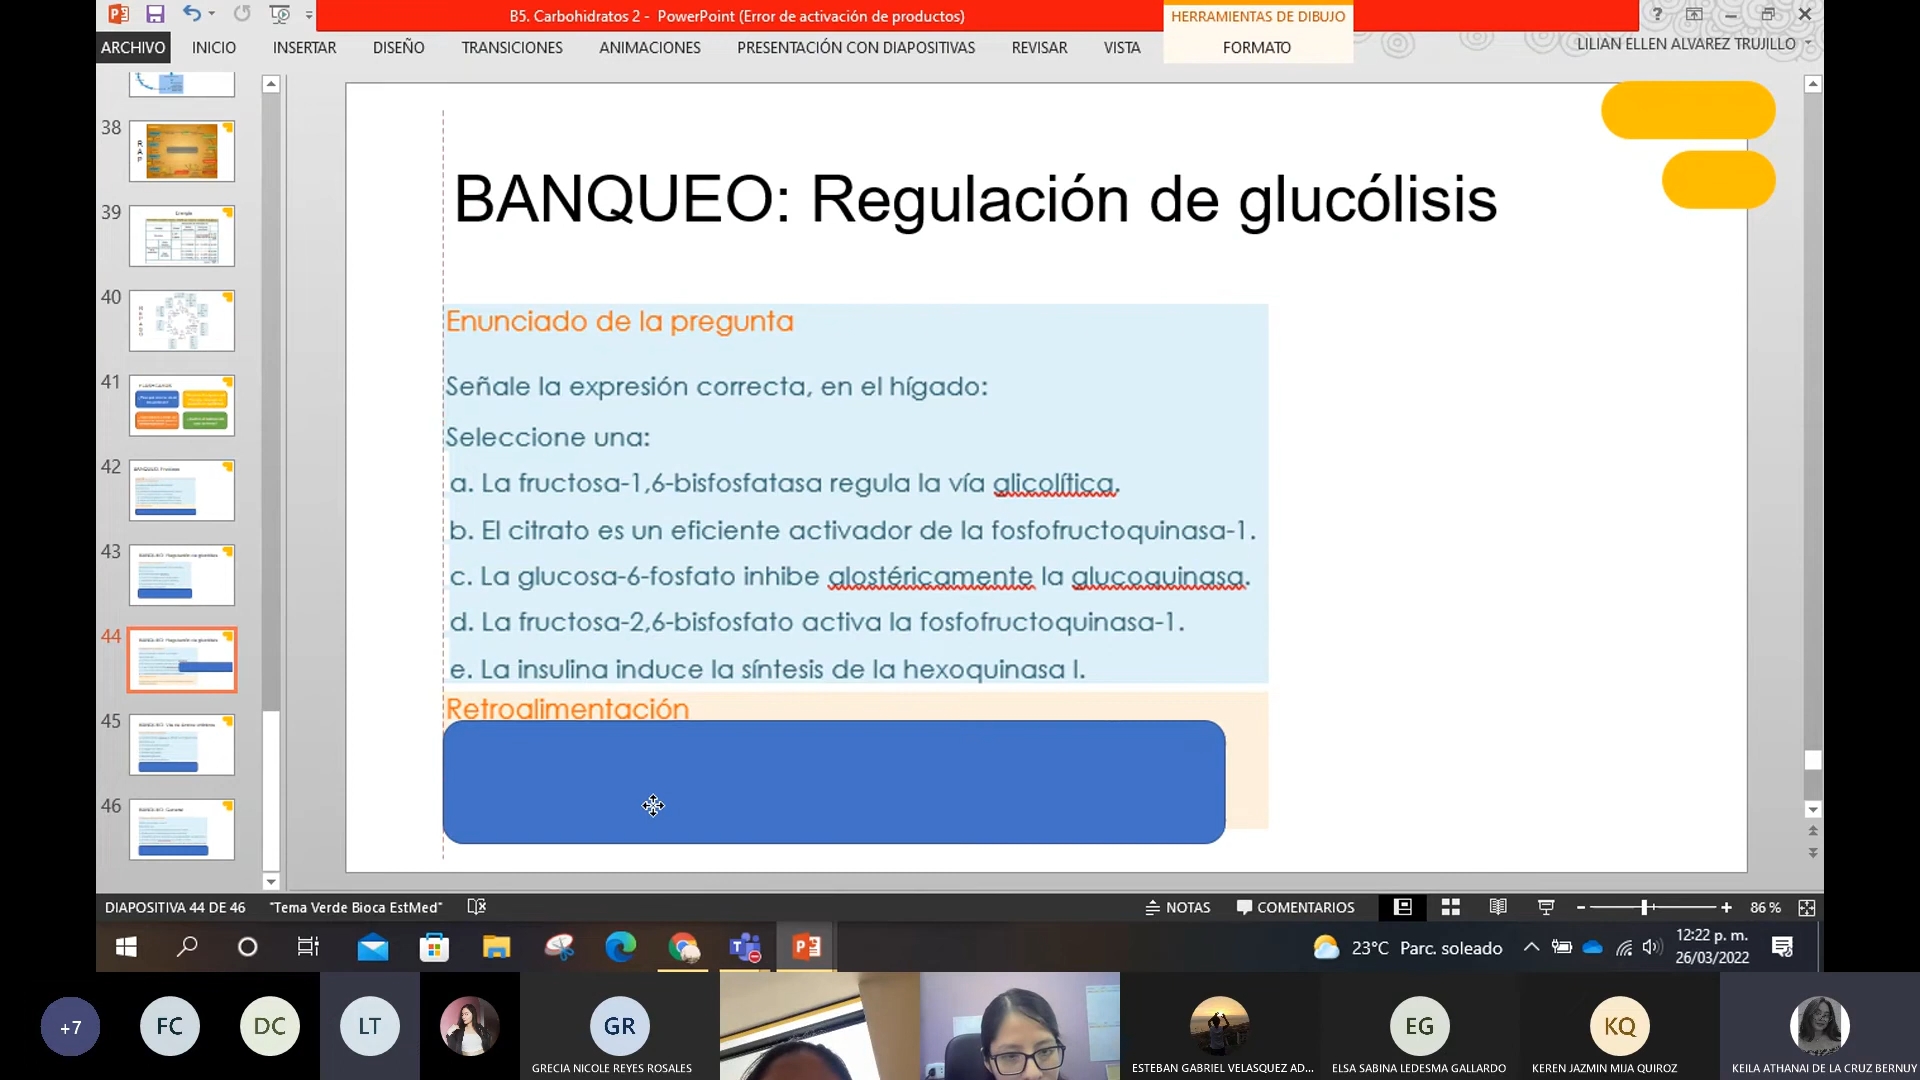 B5. Carbohidratos 2 - PowerPoint (Error de activación de productos)
HERRAMIENTAS DE DIBUJO
?
ARCHIVO INICIO INSERTAR DISEÑO TRANSICIONES ANIMACIONES PRESENTACIÓN CON DIAPOSITIVAS REVISAR VISTA FORMATO
LILIAN ELLEN ALVAREZ TRUJILLO
38
39
40
41
42
43
44
45
46
BANQUEO: Regulación de glucólisis
Enunciado de la pregunta
Señale la expresión correcta, en el hígado:
Seleccione una:
a. La fructosa-1,6-bisfosfatasa regula la vía glicolítica.
b. El citrato es un eficiente activador de la fosfofructoquinasa-1.
c. La glucosa-6-fosfato inhibe alostéricamente la glucoquinasa.
d. La fructosa-2,6-bisfosfato activa la fosfofructoquinasa-1.
e. La insulina induce la síntesis de la hexoquinasa I.
Retroalimentación
DIAPOSITIVA 44 DE 46 "Tema Verde Bioca EstMed" NOTAS COMENTARIOS 86 %
23°C Parc. soleado
12:22 p. m.
26/03/2022
+7 FC DC LT GR EG KQ
GRECIA NICOLE REYES ROSALES
ESTEBAN GABRIEL VELASQUEZ AD...
ELSA SABINA LEDESMA GALLARDO
KEREN JAZMIN MIJA QUIROZ
KEILA ATHANAI DE LA CRUZ BERNUY